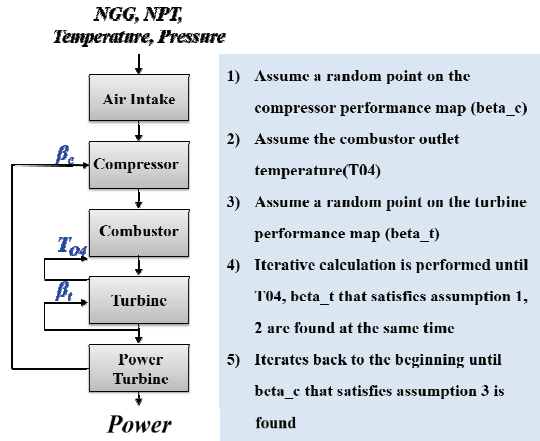 NGG, NPT,
Temperature, Pressure
Air Intake
βc
Compressor
Combustor
TO4
βt
Turbine
Power
Turbine
Power
1) Assume a random point on the
compressor performance map (beta_c)
2) Assume the combustor outlet
temperature(T04)
3) Assume a random point on the turbine
performance map (beta_t)
4) Iterative calculation is performed until
T04, beta_t that satisfies assumption 1,
2 are found at the same time
5) Iterates back to the beginning until
beta_c that satisfies assumption 3 is
found